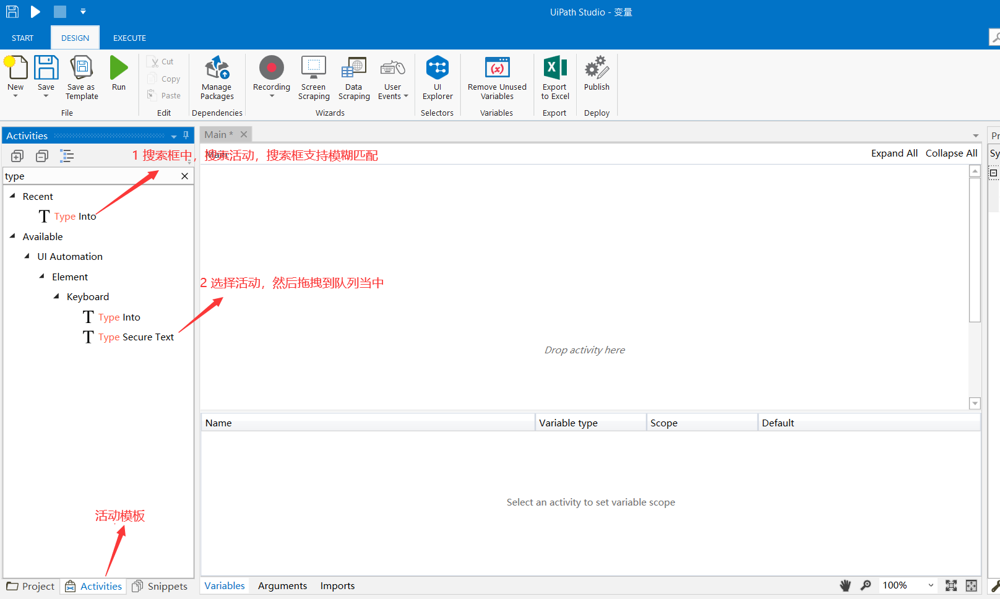 UiPath Studio - 变量
START DESIGN EXECUTE
New Save Save as Template Run
Cut
Copy
Paste
Manage Packages
Recording
Screen Scraping
Data Scraping
User Events
UI Explorer
Remove Unused Variables
Export to Excel
Publish
File Edit Dependencies Wizards Selectors Variables Export Deploy
Activities
Main *
1 搜索框中，搜索活动，搜索框支持模糊匹配
Main
Expand All Collapse All
Pr
Sy
type
Recent
Type Into
Available
UI Automation
Element
Keyboard
Type Into
Type Secure Text
2 选择活动，然后拖拽到队列当中
Drop activity here
Name Variable type Scope Default
Select an activity to set variable scope
活动模板
Project Activities Snippets
Variables Arguments Imports
100%